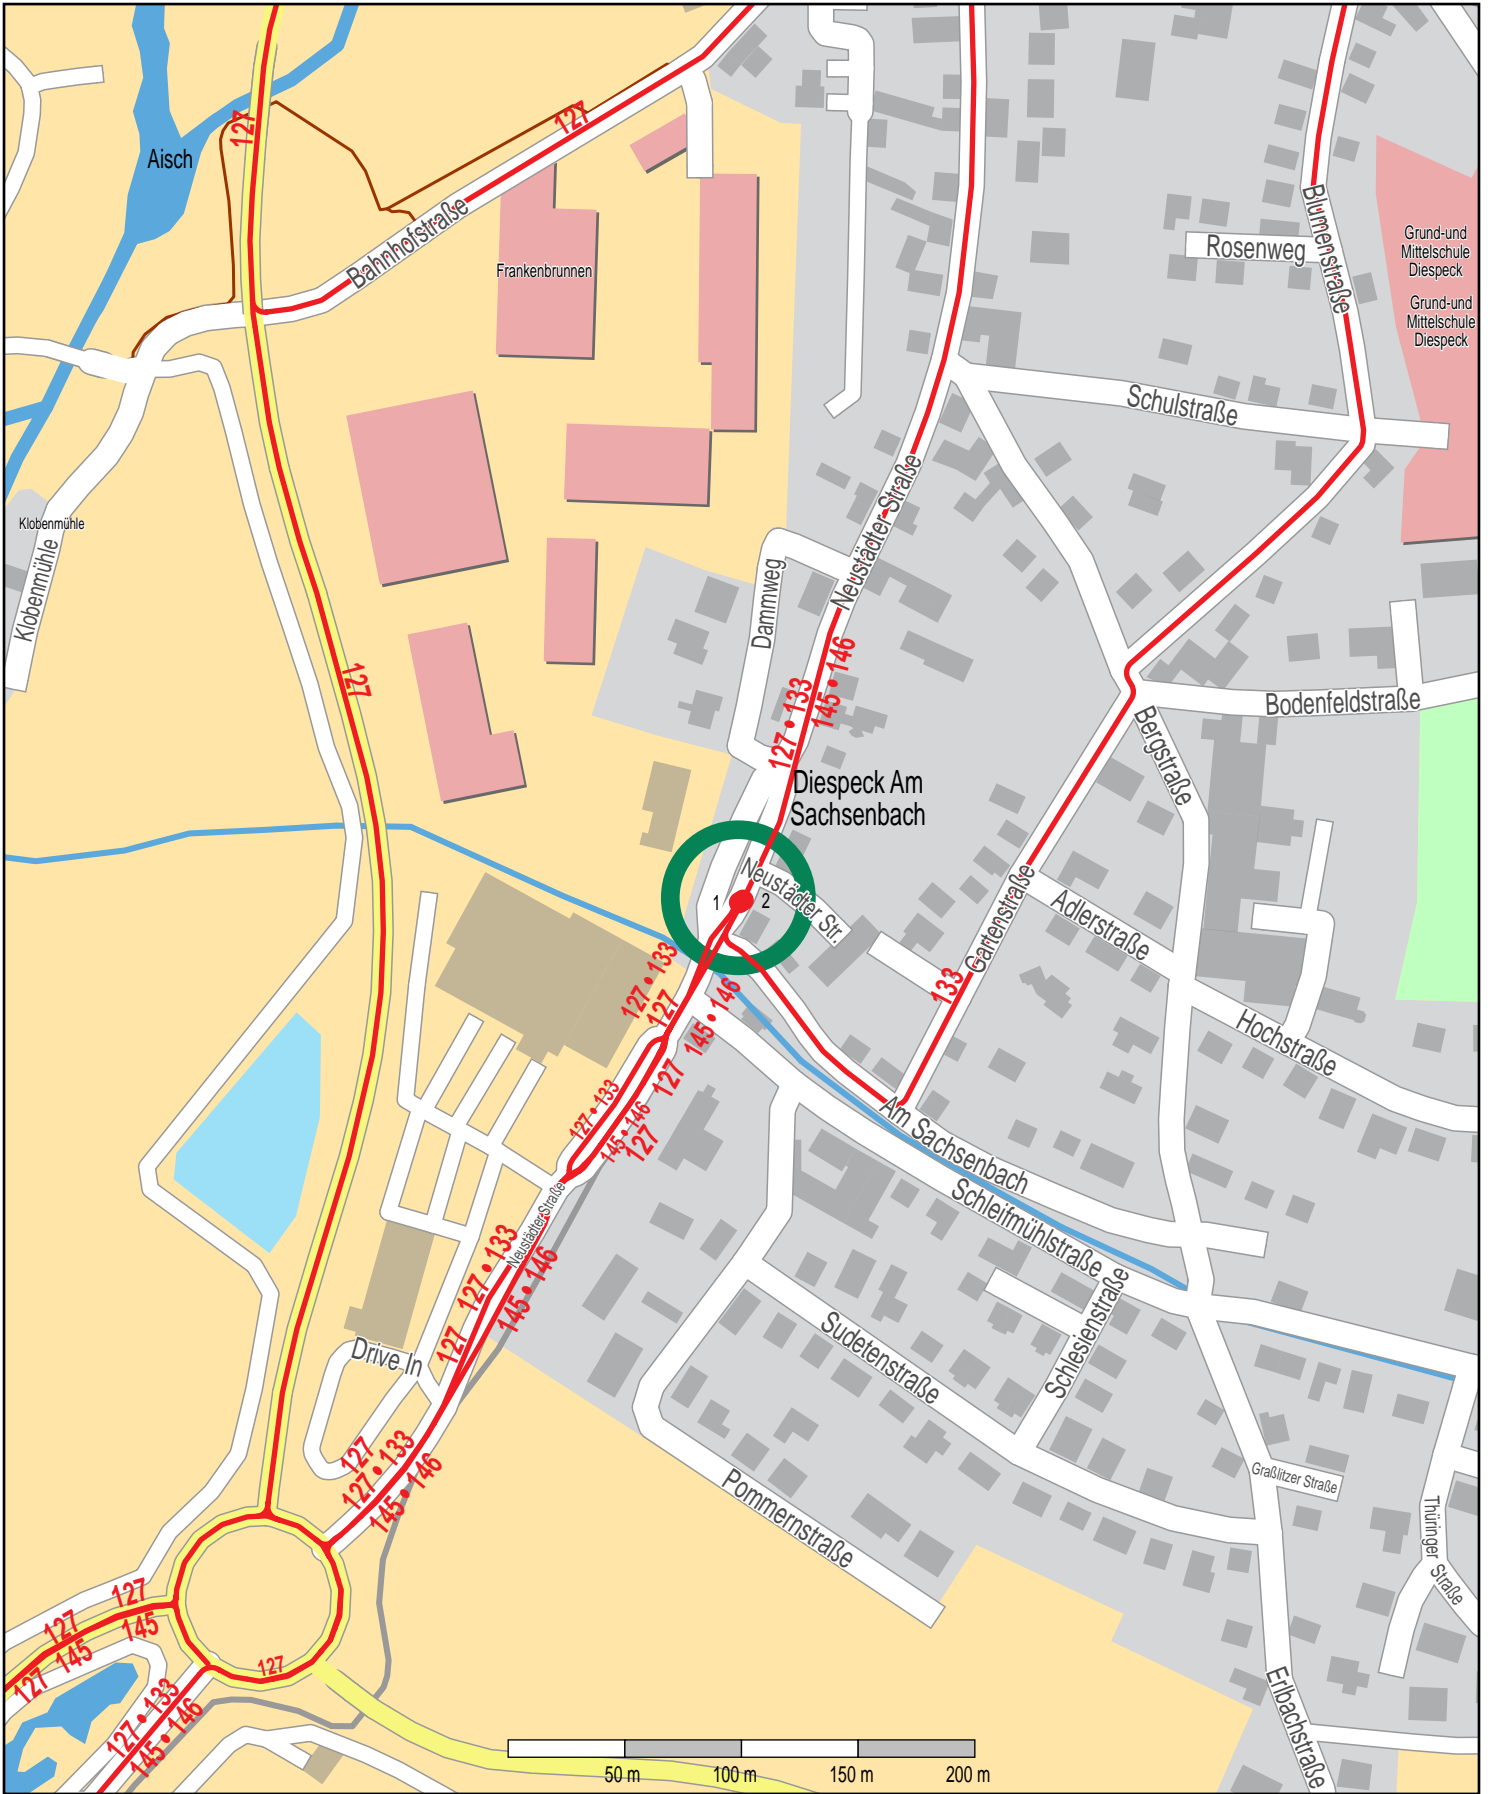 127
127
Aisch
Bahnhofstraße
Frankenbrunnen
Rosenweg
Blumenstraße
Grund-und
Mittelschule
Diespeck
Grund-und
Mittelschule
Diespeck
Schulstraße
Neustädter Straße
Klobenmühle
Klobenmühle
Dammweg
127
127 • 133
145 • 146
Bodenfeldstraße
Bergstraße
Diespeck Am
Sachsenbach
Neustädter Str.
1
2
Gartenstraße
Adlerstraße
133
127 • 133
127
145 • 146
127
Hochstraße
127 • 133
145 • 146
127
Am Sachsenbach
Schleifmühlstraße
Neustädter Straße
127 • 133
145 • 146
127
Schlesienstraße
Sudetenstraße
Drive In
127
127 • 133
145 • 146
Pommernstraße
Graßlitzer Straße
Thüringer Straße
127
127
145
145
127
127
127 • 133
145 • 146
Erlbachstraße
50 m
100 m
150 m
200 m